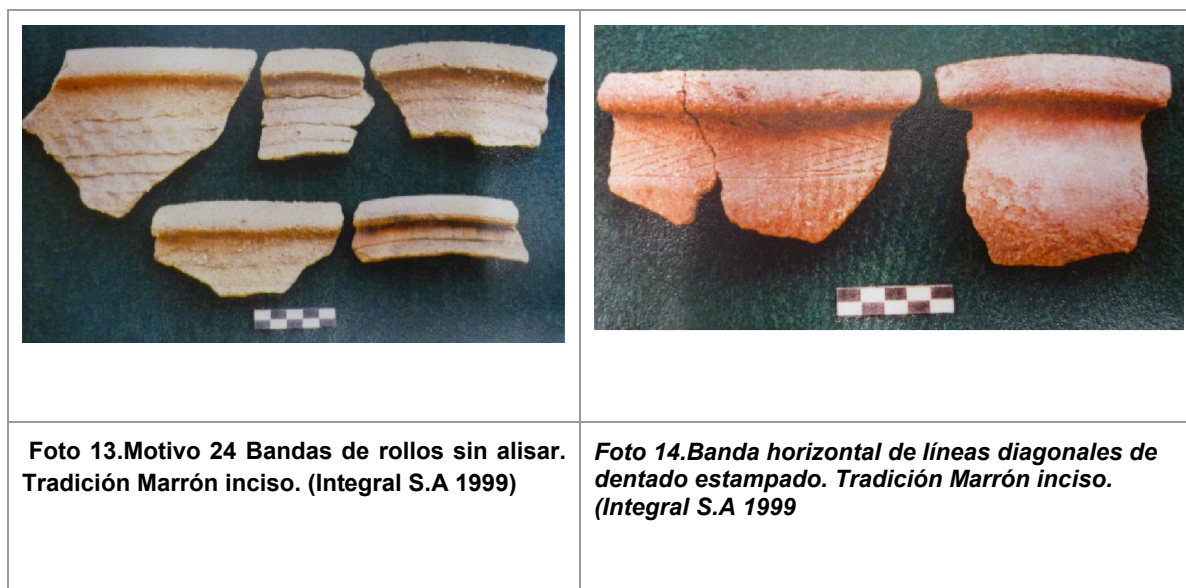 Foto 13.Motivo 24 Bandas de rollos sin alisar.
Tradición Marrón inciso. (Integral S.A 1999)
Foto 14.Banda horizontal de líneas diagonales de
dentado estampado. Tradición Marrón inciso.
(Integral S.A 1999